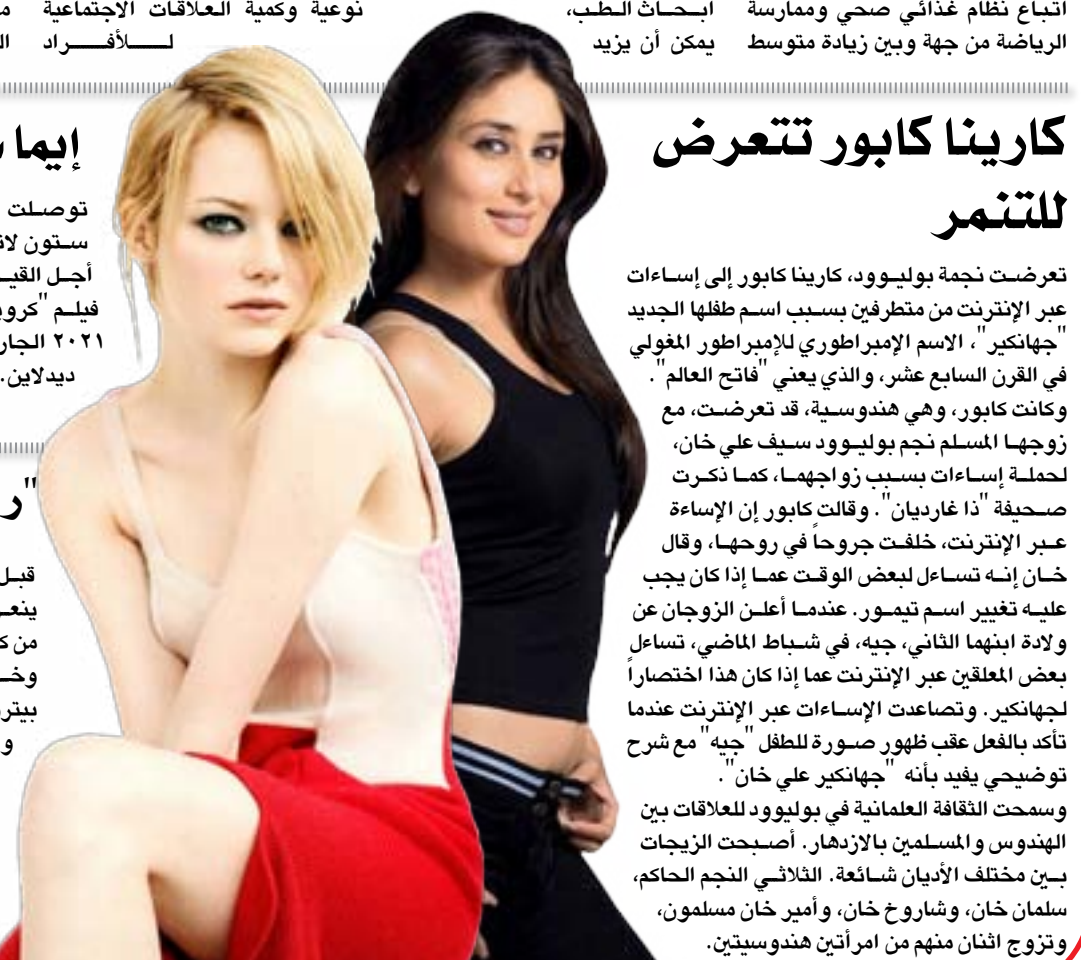 اتباع نظام غذائي صحي وممارسة
الرياضة من جهة وبين زيادة متوسط
ابحاث الطب،
يمكن أن يزيد
نوعية وكمية العلاقات الاجتماعية
للأفراد
كارينا كابور تتعرض
للتنمر
تعرضت نجمة بوليوود، كارينا كابور إلى إساءات
عبر الإنترنت من متطرفين بسبب اسم طفلها الجديد
"جهانكير"، الاسم الإمبراطوري للإمبراطور المغولي
في القرن السابع عشر، والذي يعني "فاتح العالم".
وكانت كابور، وهي هندوسية، قد تعرضت، مع
زوجها المسلم نجم بوليوود سيف علي خان،
لحملة إساءات بسبب زواجهما، كما ذكرت
صحيفة "ذا غارديان". وقالت كابور إن الإساءة
عبر الإنترنت، خلفت جروحاً في روحها، وقال
خان إنه تساءل لبعض الوقت عما إذا كان يجب
عليه تغيير اسم تيمور. عندما أعلن الزوجان عن
ولادة ابنهما الثاني، جيه، في شباط الماضي، تساءل
بعض المعلقين عبر الإنترنت عما إذا كان هذا اختصاراً
لجهانكير. وتصاعدت الإساءات عبر الإنترنت عندما
تأكد بالفعل عقب ظهور صورة للطفل "جيه" مع شرح
توضيحي يفيد بأنه "جهانكير علي خان".
وسمحت الثقافة العلمانية في بوليوود للعلاقات بين
الهندوس والمسلمين بالازدهار. أصبحت الزيجات
بين مختلف الأديان شائعة. الثلاثي النجم الحاكم،
سلمان خان، وشاروخ خان، وأمير خان مسلمون،
وتزوج اثنان منهم من امرأتين هندوسيتين.
إيما
توصلت
ستون
أجل
فيلم
٢٠٢١
ديدلاين.
قبل